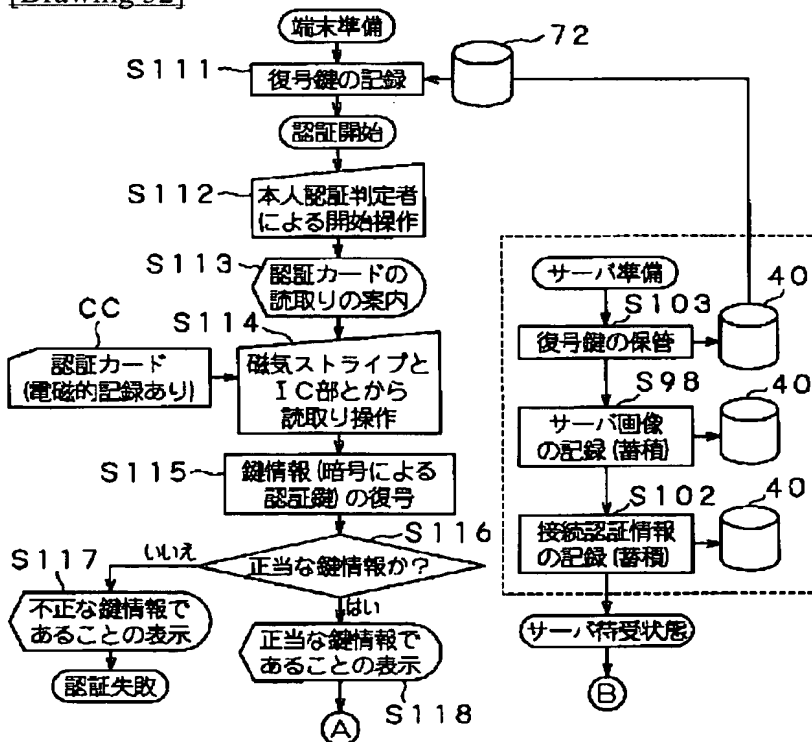 [Drawing 32]
端末準備
72
S111
復号鍵の記録
認証開始
S112
本人認証判定者
による開始操作
S113
認証カードの
読取りの案内
CC
S114
認証カード
(電磁的記録あり)
磁気ストライプと
IC部とから
読取り操作
S115
鍵情報(暗号による
認証鍵)の復号
S116
正当な鍵情報か?
いいえ
はい
S117
不正な鍵情報で
あることの表示
認証失敗
正当な鍵情報で
あることの表示
S118
A
サーバ準備
40
S103
復号鍵の保管
S98
40
サーバ画像
の記録(蓄積)
S102
40
接続認証情報
の記録(蓄積)
サーバ待受状態
B